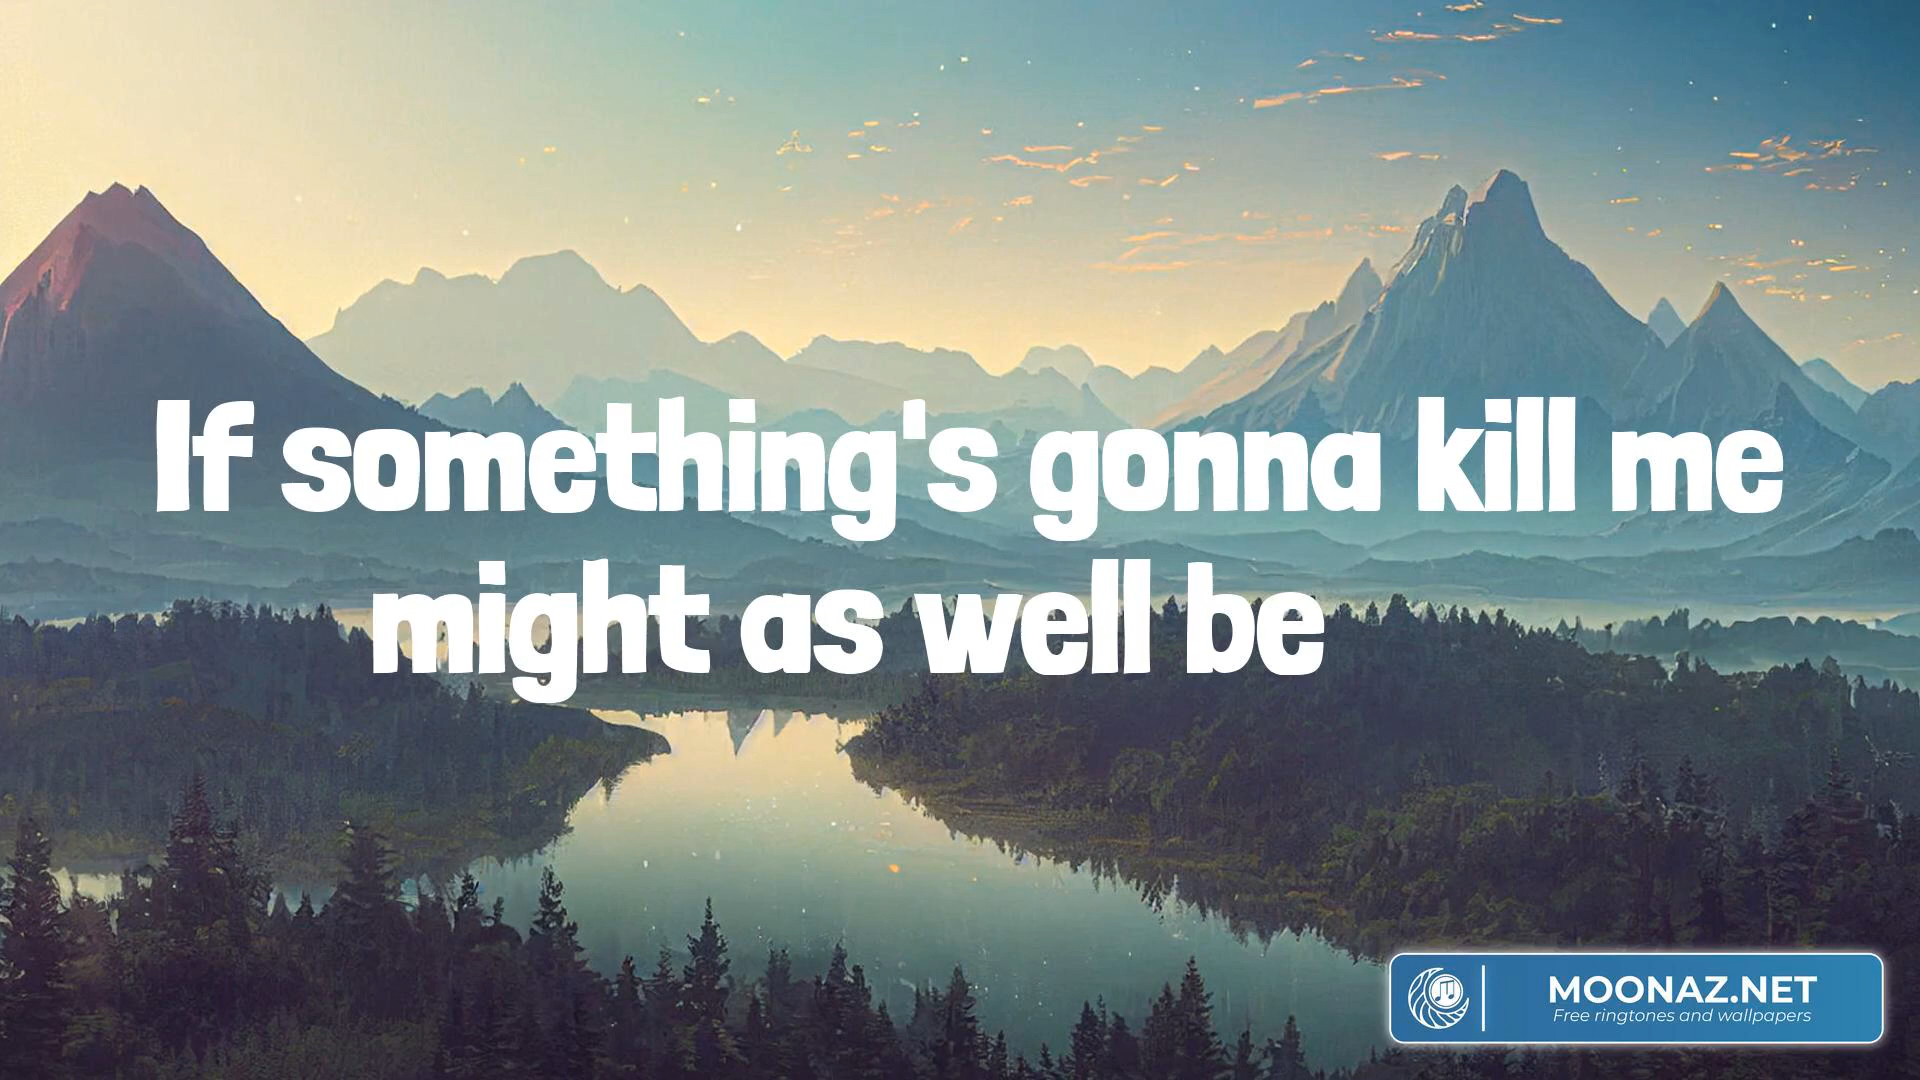 If something's gonna kill me
might as well be
MOONAZ.NET
Free ringtones and wallpapers